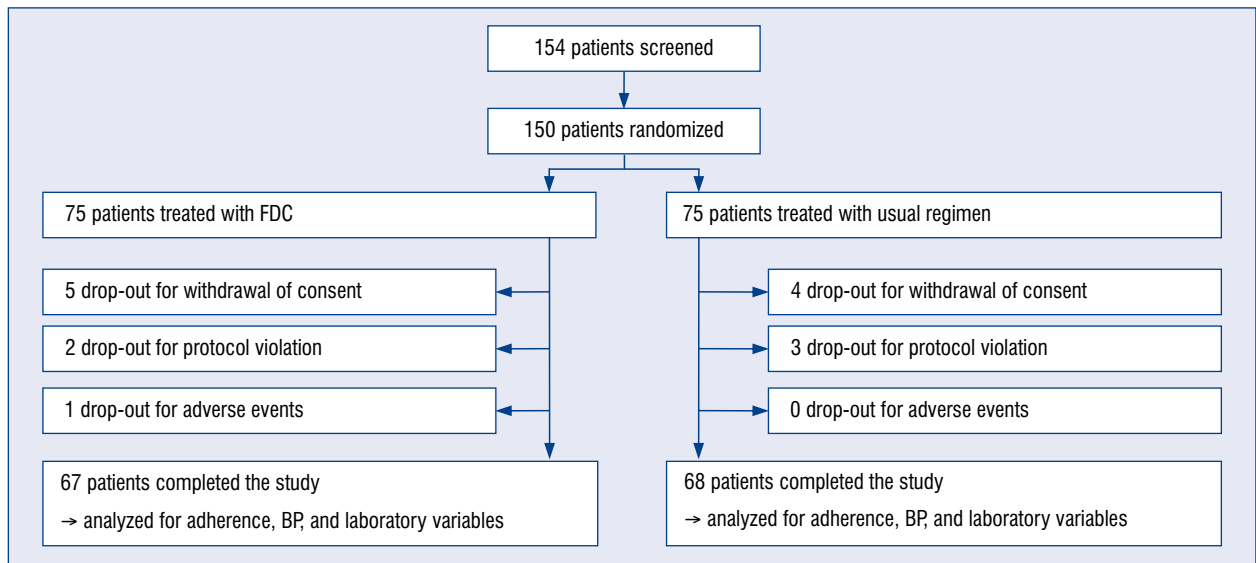 154 patients screened
150 patients randomized
75 patients treated with FDC
75 patients treated with usual regimen
5 drop-out for withdrawal of consent
4 drop-out for withdrawal of consent
2 drop-out for protocol violation
3 drop-out for protocol violation
1 drop-out for adverse events
0 drop-out for adverse events
67 patients completed the study
→ analyzed for adherence, BP, and laboratory variables
68 patients completed the study
→ analyzed for adherence, BP, and laboratory variables